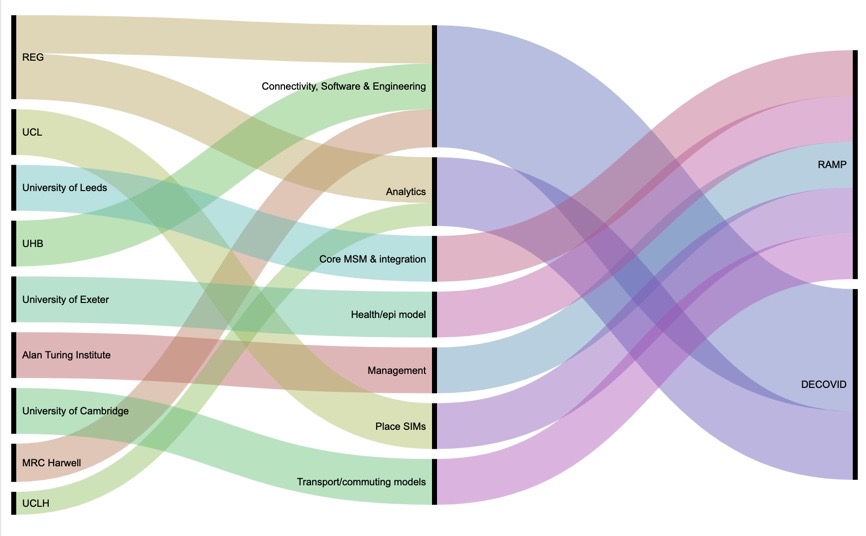 REG
UCL
University of Leeds
UHB
University of Exeter
Alan Turing Institute
University of Cambridge
MRC Harwell
UCLH
Connectivity, Software & Engineering
Analytics
Core MSM & integration
Health/epi model
Management
Place SIMs
Transport/commuting models
RAMP
DECOVID